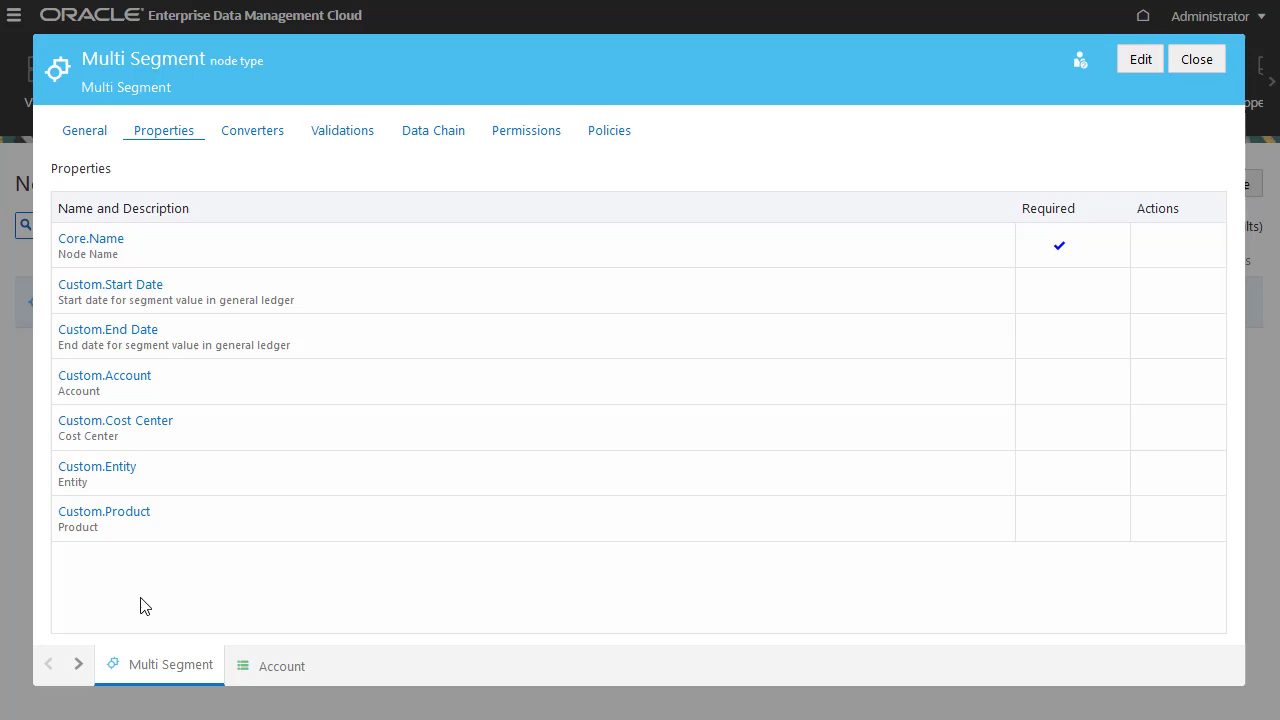 ORACLE Enterprise Data Management Cloud
Administrator
Multi Segment node type
Multi Segment
Edit
Close
General
Properties
Converters
Validations
Data Chain
Permissions
Policies
Properties
Name and Description
Required
Actions
Core.Name
Node Name
Custom.Start Date
Start date for segment value in general ledger
Custom.End Date
End date for segment value in general ledger
Custom.Account
Account
Custom.Cost Center
Cost Center
Custom.Entity
Entity
Custom.Product
Product
Multi Segment
Account